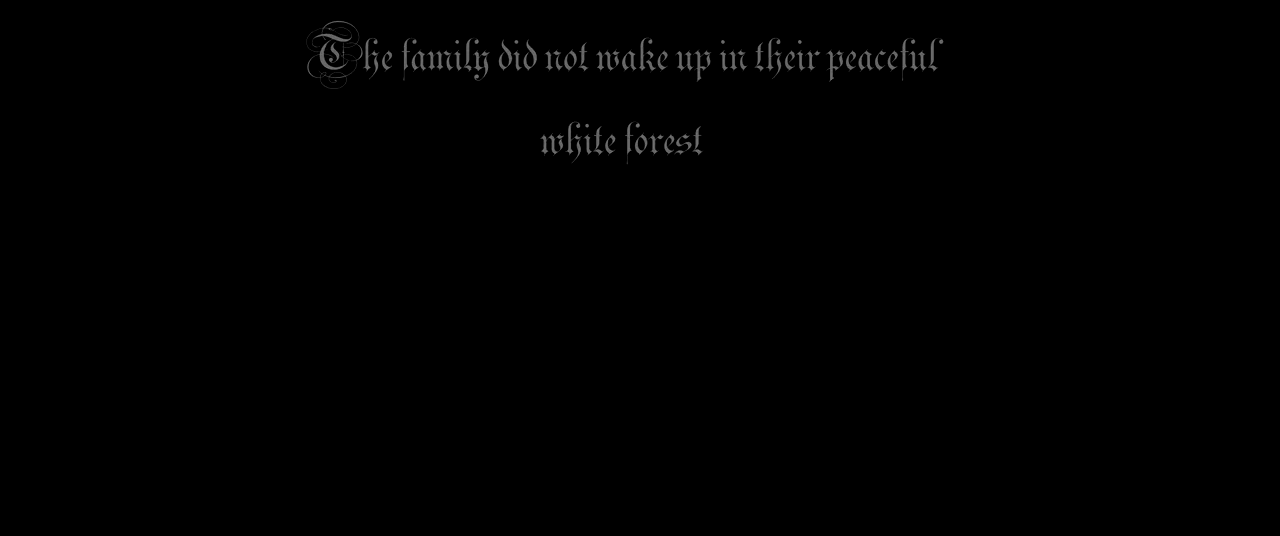 The family did not wake up in their peaceful
white forest